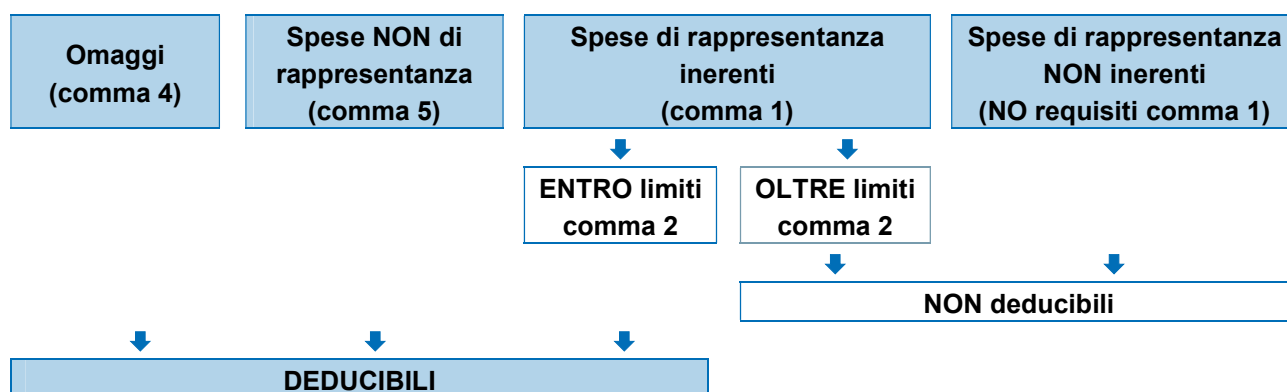 Omaggi
(comma 4)
Spese NON di
rappresentanza
(comma 5)
Spese di rappresentanza
inerenti
(comma 1)
Spese di rappresentanza
NON inerenti
(NO requisiti comma 1)
ENTRO limiti
comma 2
OLTRE limiti
comma 2
NON deducibili
DEDUCIBILI